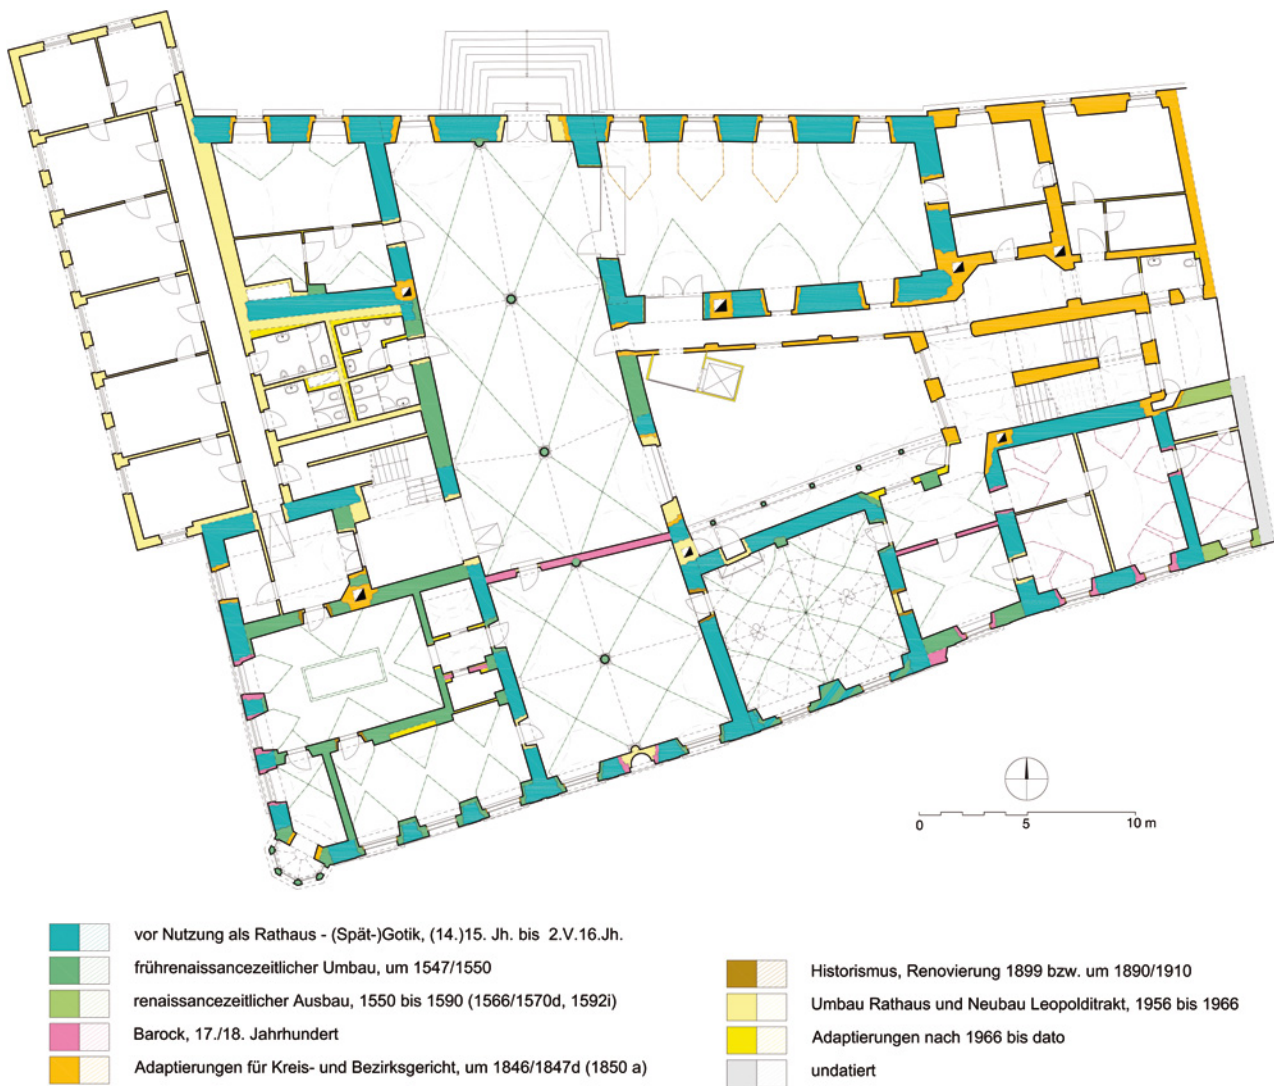 0 5 10 m
vor Nutzung als Rathaus - (Spät-)Gotik, (14.)15. Jh. bis 2.V.16.Jh.
frührenaissancezeitlicher Umbau, um 1547/1550
renaissancezeitlicher Ausbau, 1550 bis 1590 (1566/1570d, 1592i)
Barock, 17./18. Jahrhundert
Adaptierungen für Kreis- und Bezirksgericht, um 1846/1847d (1850 a)
Historismus, Renovierung 1899 bzw. um 1890/1910
Umbau Rathaus und Neubau Leopolditrakt, 1956 bis 1966
Adaptierungen nach 1966 bis dato
undatiert